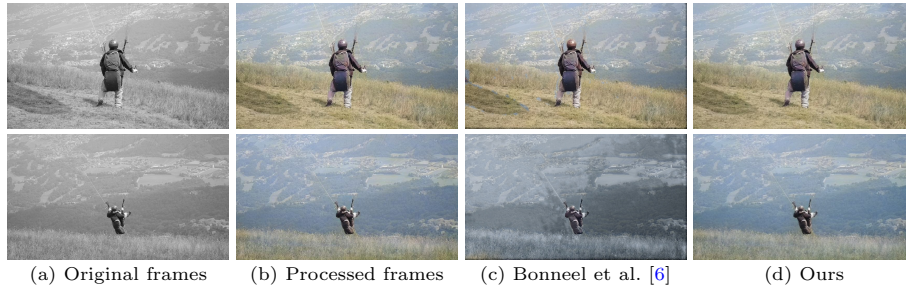 (a) Original frames (b) Processed frames (c) Bonneel et al. [6] (d) Ours